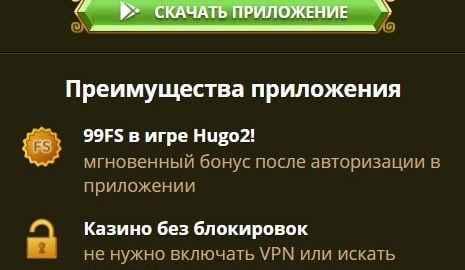 СКАЧАТЬ ПРИЛОЖЕНИЕ
Преимущества приложения
FS
99FS в игре Hugo2!
мгновенный бонус после авторизации в
приложении
Казино без блокировок
не нужно включать VPN или искать